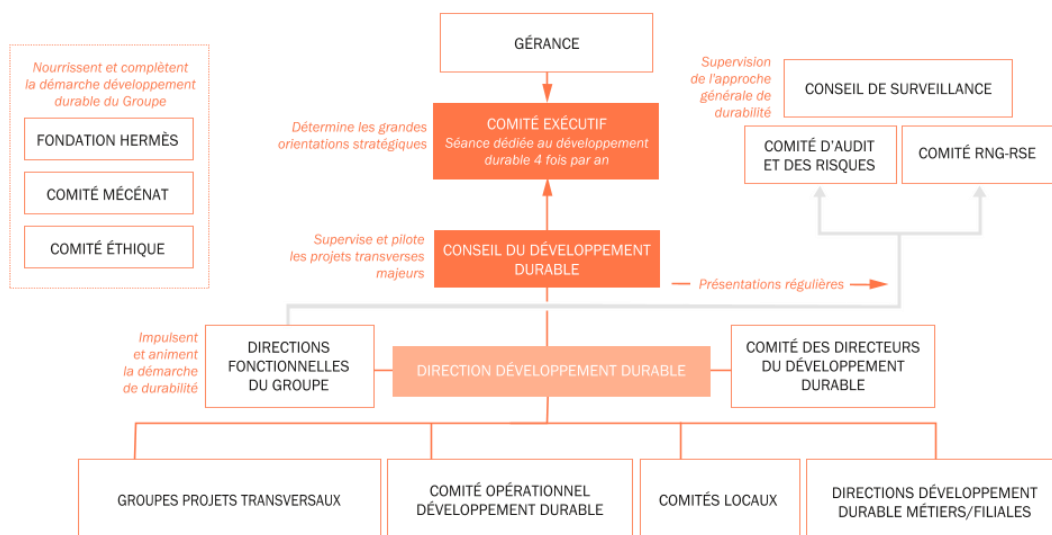 GÉRANCE
Nourrissent et complètent
la démarche développement
durable du Groupe
FONDATION HERMÈS
COMITÉ MÉCÉNAT
COMITÉ ÉTHIQUE
Détermine les grandes
orientations stratégiques
COMITÉ EXÉCUTIF
Séance dédiée au développement
durable 4 fois par an
Supervision
de l'approche
générale de
durabilité
CONSEIL DE SURVEILLANCE
COMITÉ D'AUDIT
ET DES RISQUES
COMITÉ RNG-RSE
Supervise et pilote
les projets transverses
majeurs
CONSEIL DU DÉVELOPPEMENT
DURABLE
Présentations régulières
Impulsent
et animent
la démarche
de durabilité
DIRECTIONS
FONCTIONNELLES
DU GROUPE
DIRECTION DÉVELOPPEMENT DURABLE
COMITÉ DES DIRECTEURS
DU DÉVELOPPEMENT
DURABLE
GROUPES PROJETS TRANSVERSAUX
COMITÉ OPÉRATIONNEL
DÉVELOPPEMENT DURABLE
COMITÉS LOCAUX
DIRECTIONS DÉVELOPPEMENT
DURABLE MÉTIERS/FILIALES